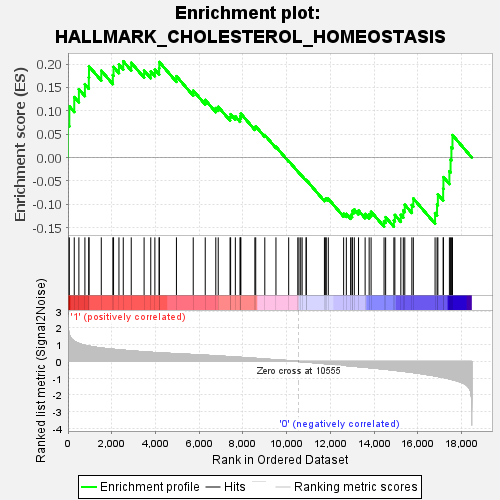 Enrichment plot:
HALLMARK_CHOLESTEROL_HOMEOSTASIS
Enrichment score (ES)
0.20
0.15
0.10
0.05
0.00
-0.05
-0.10
-0.15
Ranked list metric (Signal2Noise)
'1' (positively correlated)
3
2
1
0
-1
-2
-3
-4
Zero cross at 10555
'0' (negatively correlated)
0
2,000
4,000
6,000
8,000
10,000
12,000
14,000
16,000
18,000
Rank in Ordered Dataset
Enrichment profile
Hits
Ranking metric scores